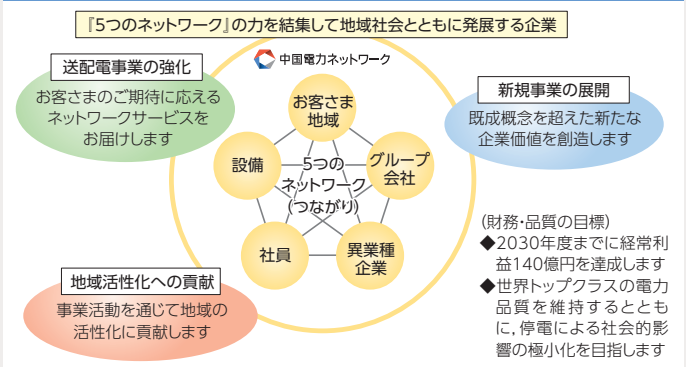 『5つのネットワーク』の力を結集して地域社会とともに発展する企業
中国電力ネットワーク
送配電事業の強化
お客さまのご期待に応える
ネットワークサービスを
お届けします
新規事業の展開
既成概念を超えた新たな
企業価値を創造します
お客さま
地域
設備
5つの
ネットワーク
(つながり)
グループ
会社
社員
異業種
企業
地域活性化への貢献
事業活動を通じて地域の
活性化に貢献します
(財務・品質の目標)
◆2030年度までに経常利
益140億円を達成します
◆世界トップクラスの電力
品質を維持するととも
に,停電による社会的影
響の極小化を目指します